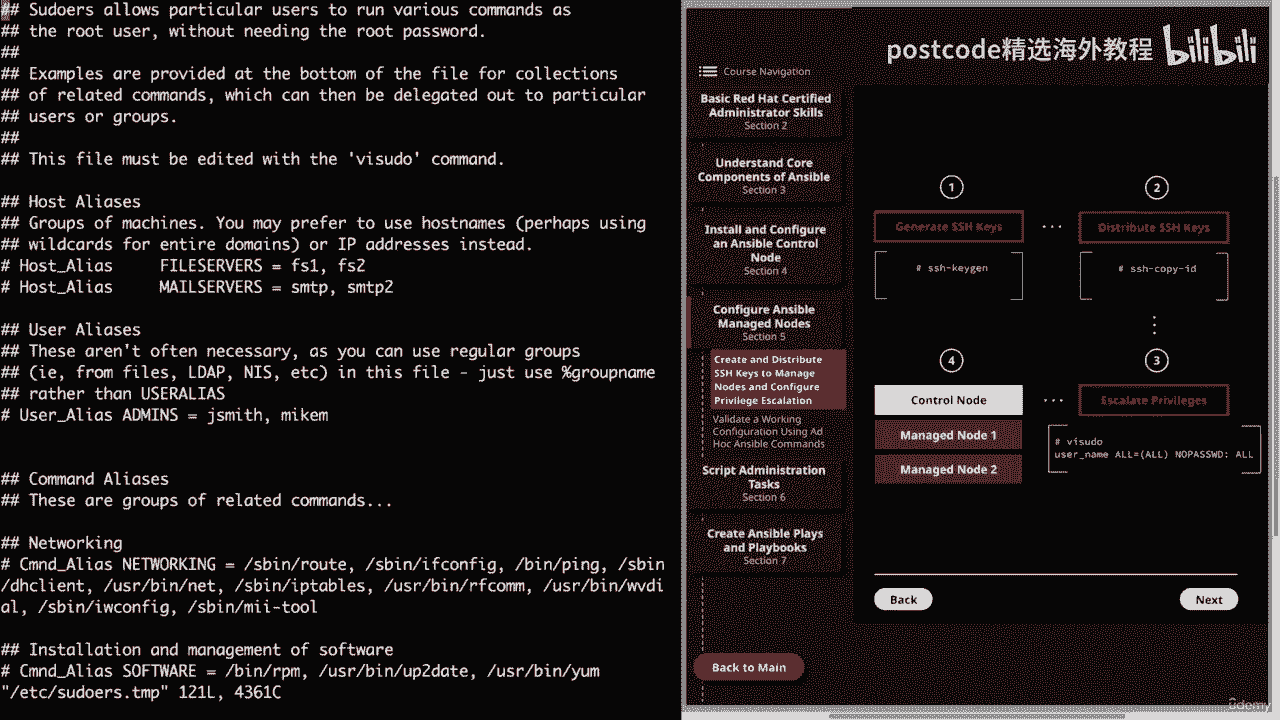 ## Sudoers allows particular users to run various commands as
## the root user, without needing the root password.
##
## Examples are provided at the bottom of the file for collections
## of related commands, which can then be delegated out to particular
## users or groups.
##
## This file must be edited with the 'visudo' command.
## Host Aliases
## Groups of machines. You may prefer to use hostnames (perhaps using
## wildcards for entire domains) or IP addresses instead.
# Host_Alias     FILESERVERS = fs1, fs2
# Host_Alias     MAILSERVERS = smtp, smtp2
## User Aliases
## These aren't often necessary, as you can use regular groups
## (ie, from files, LDAP, NIS, etc) in this file - just use %groupname
## rather than USERALIAS
# User_Alias ADMINS = jsmith, mikem
## Command Aliases
## These are groups of related commands...
## Networking
# Cmnd_Alias NETWORKING = /sbin/route, /sbin/ifconfig, /bin/ping, /sbin
/dhclient, /usr/bin/net, /sbin/iptables, /usr/bin/rfcomm, /usr/bin/wvdi
al, /sbin/iwconfig, /sbin/mii-tool
## Installation and management of software
# Cmnd_Alias SOFTWARE = /bin/rpm, /usr/bin/up2date, /usr/bin/yum
"/etc/sudoers.tmp" 121L, 4361C
postcode精选海外教程 bilibili
Course Navigation
Basic Red Hat Certified
Administrator Skills
Section 2
Understand Core
Components of Ansible
Section 3
Install and Configure
an Ansible Control
Node
Section 4
Configure Ansible
Managed Nodes
Section 5
Create and Distribute
SSH Keys to Manage
Nodes and Configure
Privilege Escalation
Validate a Working
Configuration Using Ad
Hoc Ansible Commands
Script Administration
Tasks
Section 6
Create Ansible Plays
and Playbooks
Section 7
Back to Main
1
Generate SSH Keys
# ssh-keygen
2
Distribute SSH Keys
# ssh-copy-id
4
Control Node
Managed Node 1
Managed Node 2
3
Escalate Privileges
# visudo
user_name ALL=(ALL) NOPASSWD: ALL
Back
Next
udemy